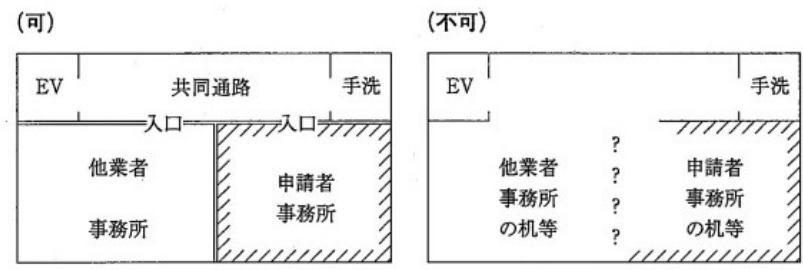 (可)
EV
共同通路
手洗
入口
入口
他業者
事務所
申請者
事務所
(不可)
EV
手洗
?
?
?
?
他業者
事務所
の机等
申請者
事務所
の机等